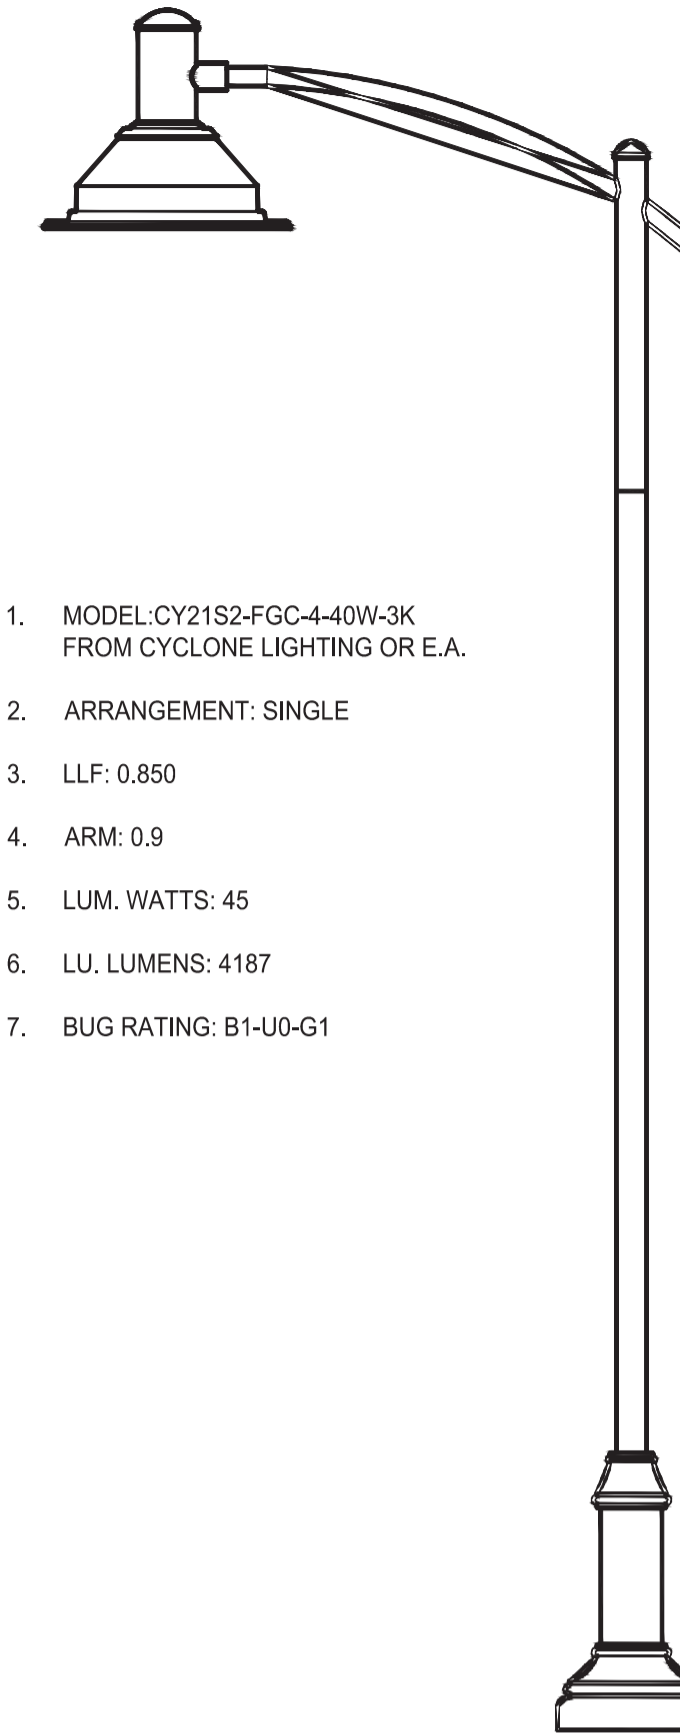 1. MODEL:CY21S2-FGC-4-40W-3K
FROM CYCLONE LIGHTING OR E.A.
2. ARRANGEMENT: SINGLE
3. LLF: 0.850
4. ARM: 0.9
5. LUM. WATTS: 45
6. LU. LUMENS: 4187
7. BUG RATING: B1-U0-G1